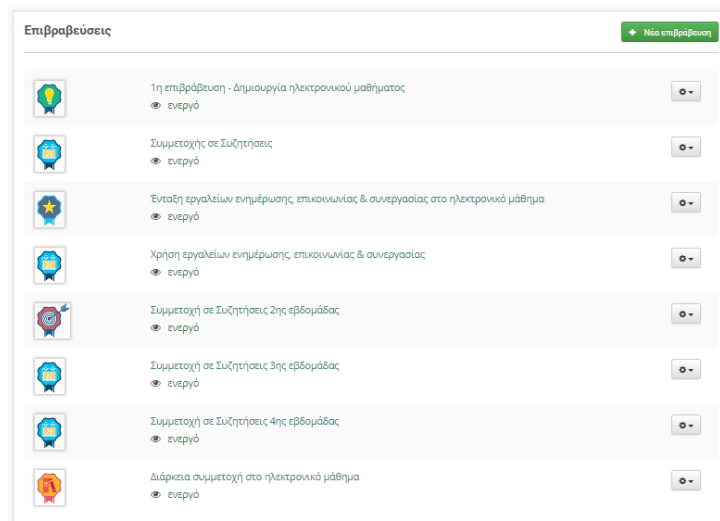 Επιβραβεύσεις
+ Νέα επιβράβευση
1η επιβράβευση - Δημιουργία ηλεκτρονικού μαθήματος
ενεργό
Συμμετοχής σε Συζητήσεις
ενεργό
Ένταξη εργαλείων ενημέρωσης, επικοινωνίας & συνεργασίας στο ηλεκτρονικό μάθημα
ενεργό
Χρήση εργαλείων ενημέρωσης, επικοινωνίας & συνεργασίας
ενεργό
Συμμετοχή σε Συζητήσεις 2ης εβδομάδας
ενεργό
Συμμετοχή σε Συζητήσεις 3ης εβδομάδας
ενεργό
Συμμετοχή σε Συζητήσεις 4ης εβδομάδας
ενεργό
Διάρκεια συμμετοχή στο ηλεκτρονικό μάθημα
ενεργό